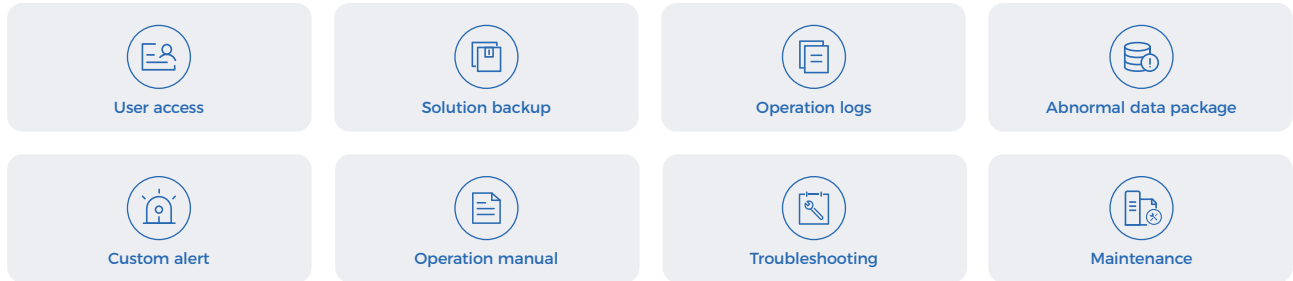 User access
Solution backup
Operation logs
Abnormal data package
Custom alert
Operation manual
Troubleshooting
Maintenance